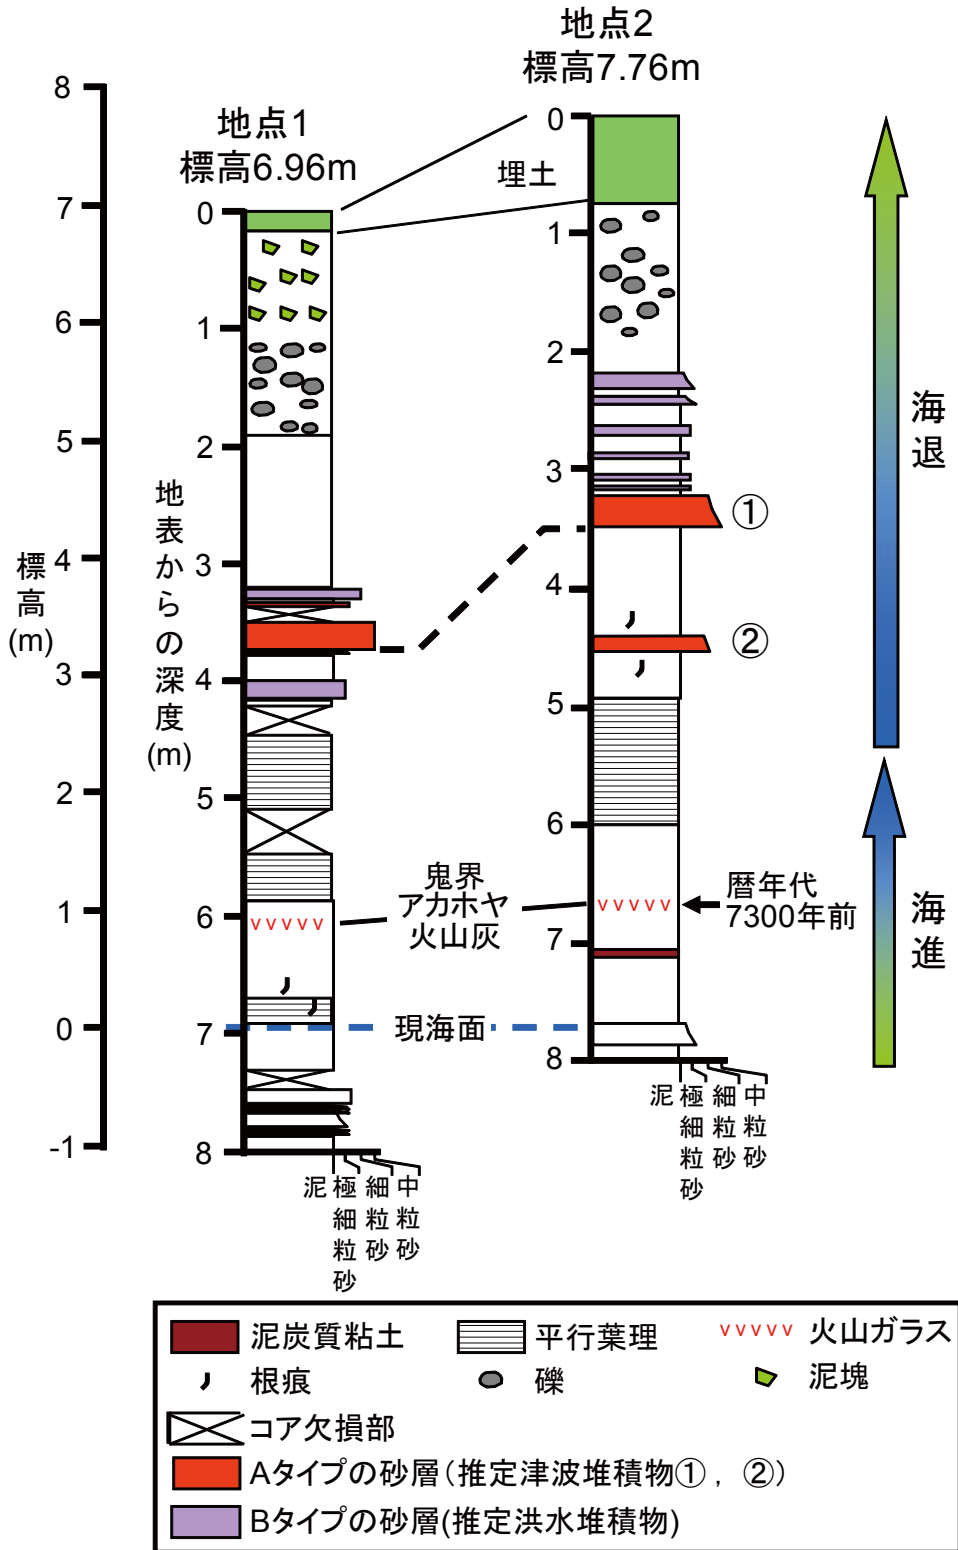 地点2
標高7.76m
地点1
標高6.96m
埋土
8
7
6
5
4
3
2
1
0
-1
標高
(m)
0
1
2
3
4
5
6
7
8
地表からの深度
(m)
0
1
2
3
4
5
6
7
8
①
②
鬼界
アカホヤ
火山灰
暦年代
7300年前
現海面
海退
海進
泥
極細粒砂
細粒砂
中粒砂
泥
極細粒砂
細粒砂
中粒砂
泥炭質粘土
平行葉理
vvvvv 火山ガラス
根痕
礫
泥塊
コア欠損部
Aタイプの砂層(推定津波堆積物①, ②)
Bタイプの砂層(推定洪水堆積物)